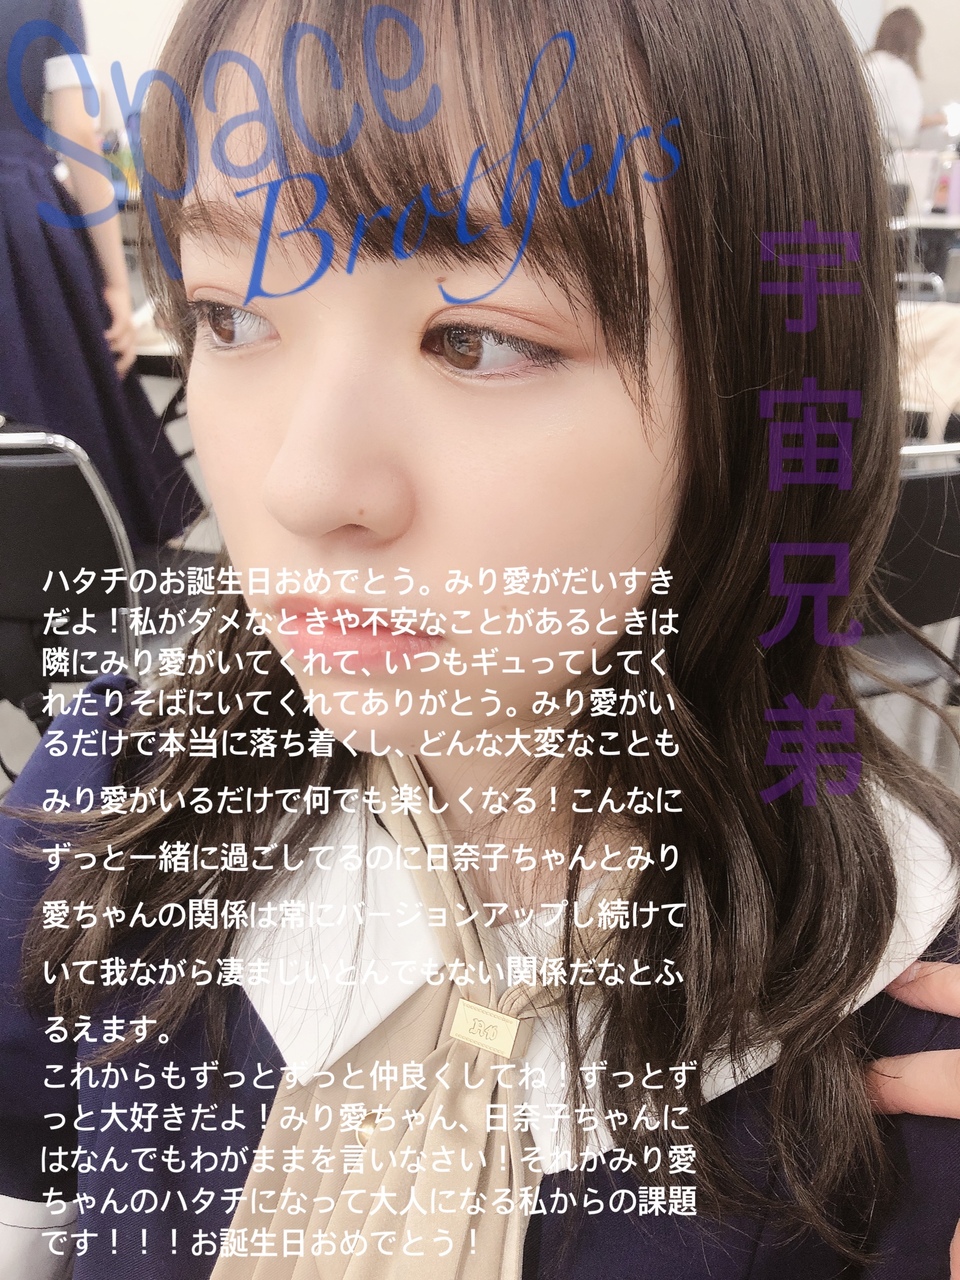 Space
Brothers
宇宙兄弟
ハタチのお誕生日おめでとう。みり愛がだいすき
だよ！私がダメなときや不安なことがあるときは
隣にみり愛がいてくれて、いつもギュってしてく
れたりそばにいてくれてありがとう。みり愛がい
るだけで本当に落ち着くし、どんな大変なことも
みり愛がいるだけで何でも楽しくなる！こんなに
ずっと一緒に過ごしてるのに日奈子ちゃんとみり
愛ちゃんの関係は常にバージョンアップし続けて
いて我ながら凄まじいとんでもない関係だなとふ
るえます。
これからもずっとずっと仲良くしてね！ずっとず
っと大好きだよ！みり愛ちゃん、日奈子ちゃんに
はなんでもわがままを言いなさい！それがみり愛
ちゃんのハタチになって大人になる私からの課題
です！！！お誕生日おめでとう！